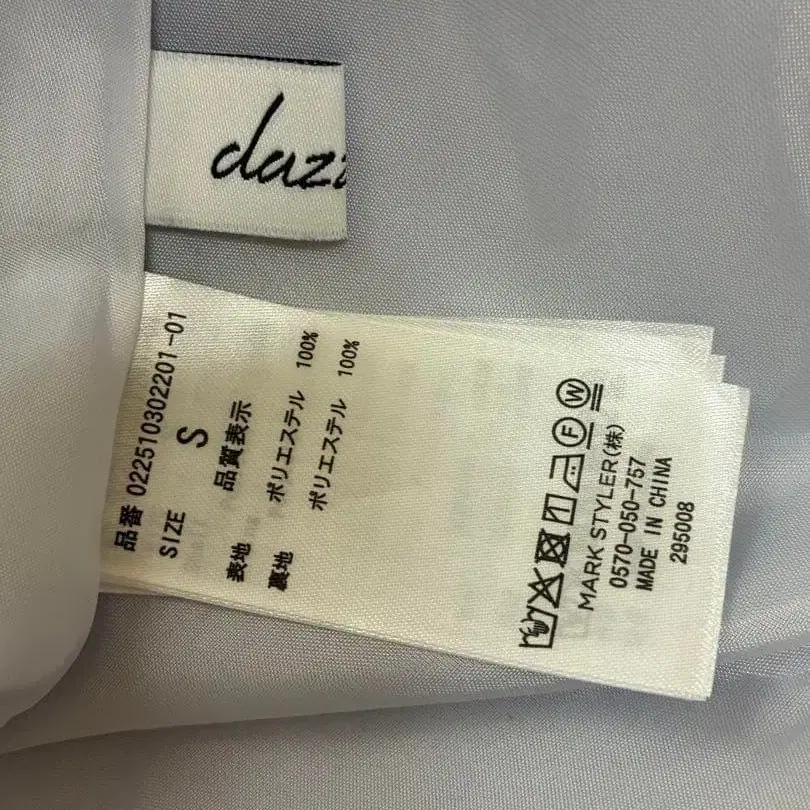 daz
品番 022510302201-01
SIZE S
品質表示
表地 ポリエステル 100%
裏地 ポリエステル 100%
MARK STYLER(株)
0570-050-757
MADE IN CHINA
295008